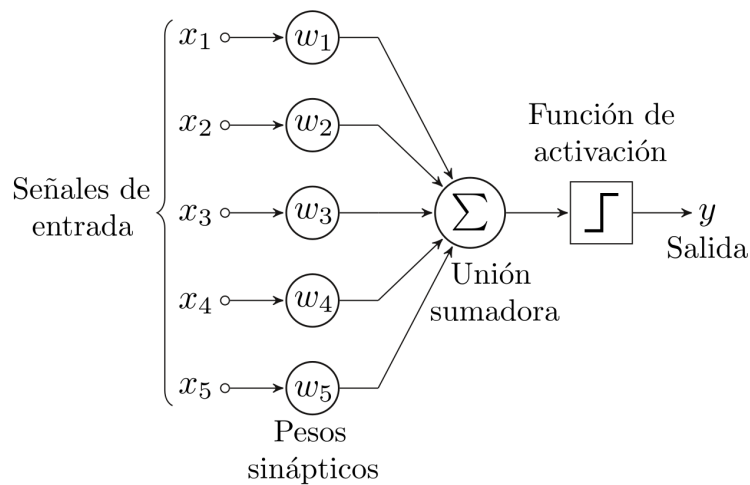 x₁ w₁
x₂ w₂
Función de
activación
Señales de
entrada
x₃ w₃ Σ y
Salida
Unión
sumadora
x₄ w₄
x₅ w₅
Pesos
sinápticos